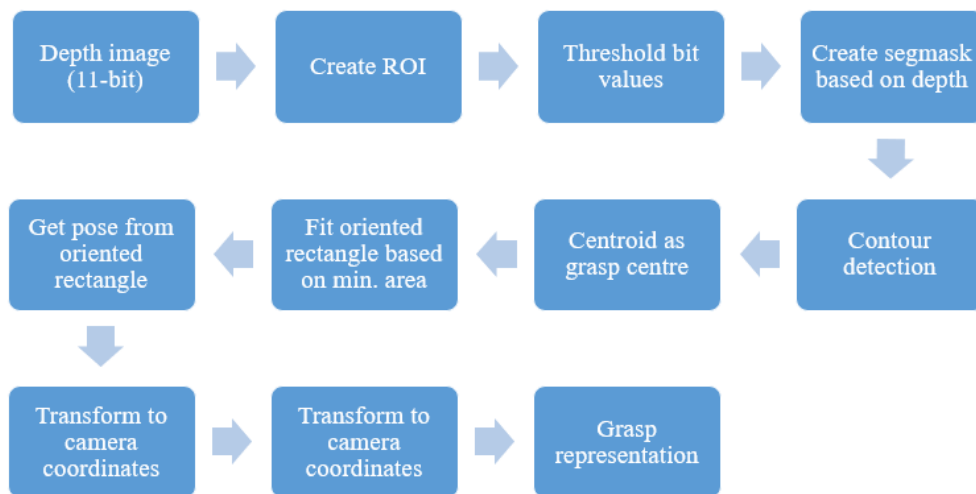 Depth image
(11-bit)
Create ROI
Threshold bit
values
Create segmask
based on depth
Contour
detection
Centroid as
grasp centre
Fit oriented
rectangle based
on min. area
Get pose from
oriented
rectangle
Transform to
camera
coordinates
Transform to
camera
coordinates
Grasp
representation